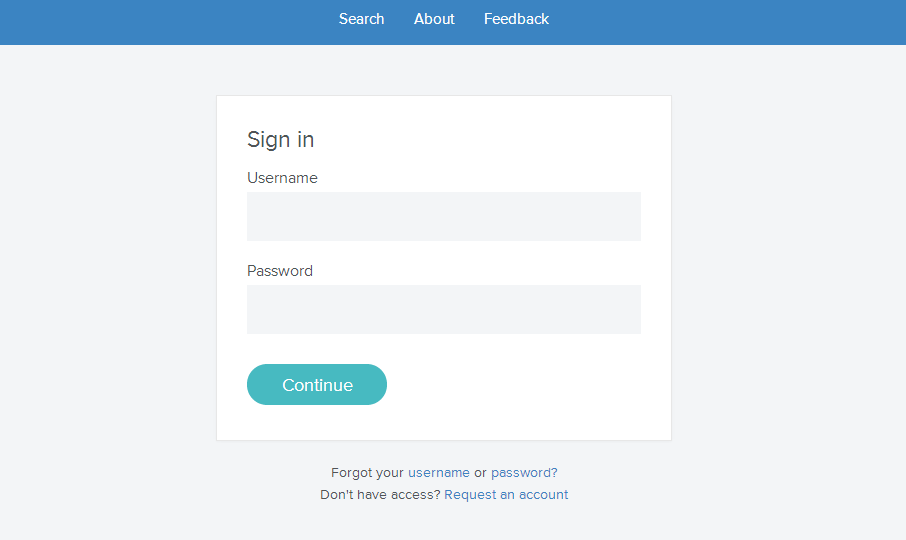 Search About Feedback
Sign in
Username
Password
Continue
Forgot your username or password?
Don't have access? Request an account